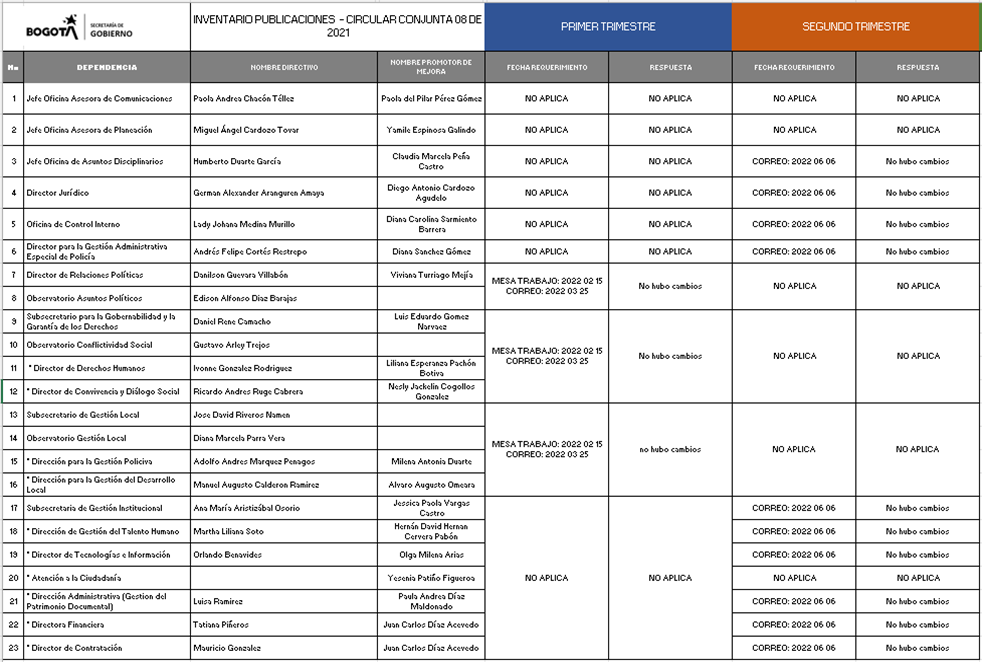 BOGOTÁ
SECRETARÍA DE
GOBIERNO
INVENTARIO PUBLICACIONES - CIRCULAR CONJUNTA 08 DE
2021
PRIMER TRIMESTRE
SEGUNDO TRIMESTRE
No
DEPENDENCIA
NOMBRE DIRECTIVO
NOMBRE PROMOTOR DE
MEJORA
FECHA REQUERIMIENTO
RESPUESTA
FECHA REQUERIMIENTO
RESPUESTA
1 Jefe Oficina Asesora de Comunicaciones Paola Andrea Chacón Téllez Paola del Pilar Pérez Gómez NO APLICA NO APLICA NO APLICA NO APLICA
2 Jefe Oficina Asesora de Planeación Miguel Ángel Cardozo Tovar Yamile Espinosa Galindo NO APLICA NO APLICA NO APLICA NO APLICA
3 Jefe Oficina de Asuntos Disciplinarios Humberto Duarte García Claudia Marcela Peña
Castro NO APLICA NO APLICA CORREO: 2022 06 06 No hubo cambios
4 Director Jurídico German Alexander Aranguren Amaya Diego Antonio Cardozo
Agudelo NO APLICA NO APLICA CORREO: 2022 06 06 No hubo cambios
5 Oficina de Control Interno Lady Johana Medina Murillo Diana Carolina Sarmiento
Barrera NO APLICA NO APLICA CORREO: 2022 06 06 No hubo cambios
6 Director para la Gestión Administrativa
Especial de Policía Andrés Felipe Cortés Restrepo Diana Sanchez Gómez NO APLICA NO APLICA CORREO: 2022 06 06 No hubo cambios
7 Director de Relaciones Políticas Danilson Guevara Villabón Viviana Turriago Mejía
MESA TRABAJO: 2022 02 15
CORREO: 2022 03 25
No hubo cambios
NO APLICA
NO APLICA
8 Observatorio Asuntos Políticos Edison Alfonso Diaz Barajas
9 Subsecretario para la Gobernabilidad y la
Garantía de los Derechos Daniel Rene Camacho Luis Eduardo Gomez
Narvaez
10 Observatorio Conflictividad Social Gustavo Arley Trejos
MESA TRABAJO: 2022 02 15
CORREO: 2022 03 25
No hubo cambios
NO APLICA
NO APLICA
11 * Director de Derechos Humanos Ivonne Gonzalez Rodriguez Liliana Esperanza Pachón
Botiva
12 * Director de Convivencia y Diálogo Social Ricardo Andres Ruge Cabrera Nesly Jackelin Cogollos
Gonzalez
13 Subsecretario de Gestión Local Jose David Riveros Namen
14 Observatorio Gestión Local Diana Marcela Parra Vera
MESA TRABAJO: 2022 02 15
CORREO: 2022 03 25
no hubo cambios
NO APLICA
NO APLICA
15 * Dirección para la Gestión Policiva Adolfo Andres Marquez Penagos Milena Antonia Duarte
16 * Dirección para la Gestión del Desarrollo
Local Manuel Augusto Calderon Ramirez Alvaro Augusto Omeara
17 Subsecretaria de Gestión Institucional Ana María Aristizábal Osorio Jessica Paola Vargas
Castro CORREO: 2022 06 06 No hubo cambios
18 * Dirección de Gestión del Talento Humano Martha Liliana Soto Hernán David Hernan
Cervera Pabón CORREO: 2022 06 06 No hubo cambios
19 * Director de Tecnologías e Información Orlando Benavides Olga Milena Arias CORREO: 2022 06 06 No hubo cambios
20 * Atención a la Ciudadanía Yesenia Patiño Figueroa NO APLICA NO APLICA NO APLICA NO APLICA
21 * Dirección Administrativa (Gestion del
Patrimonio Documental) Luisa Ramirez Paula Andrea Díaz
Maldonado CORREO: 2022 06 06 No hubo cambios
22 * Directora Financiera Tatiana Piñeros Juan Carlos Díaz Acevedo CORREO: 2022 06 06 No hubo cambios
23 * Director de Contratación Mauricio Gonzalez Juan Carlos Díaz Acevedo CORREO: 2022 06 06 No hubo cambios